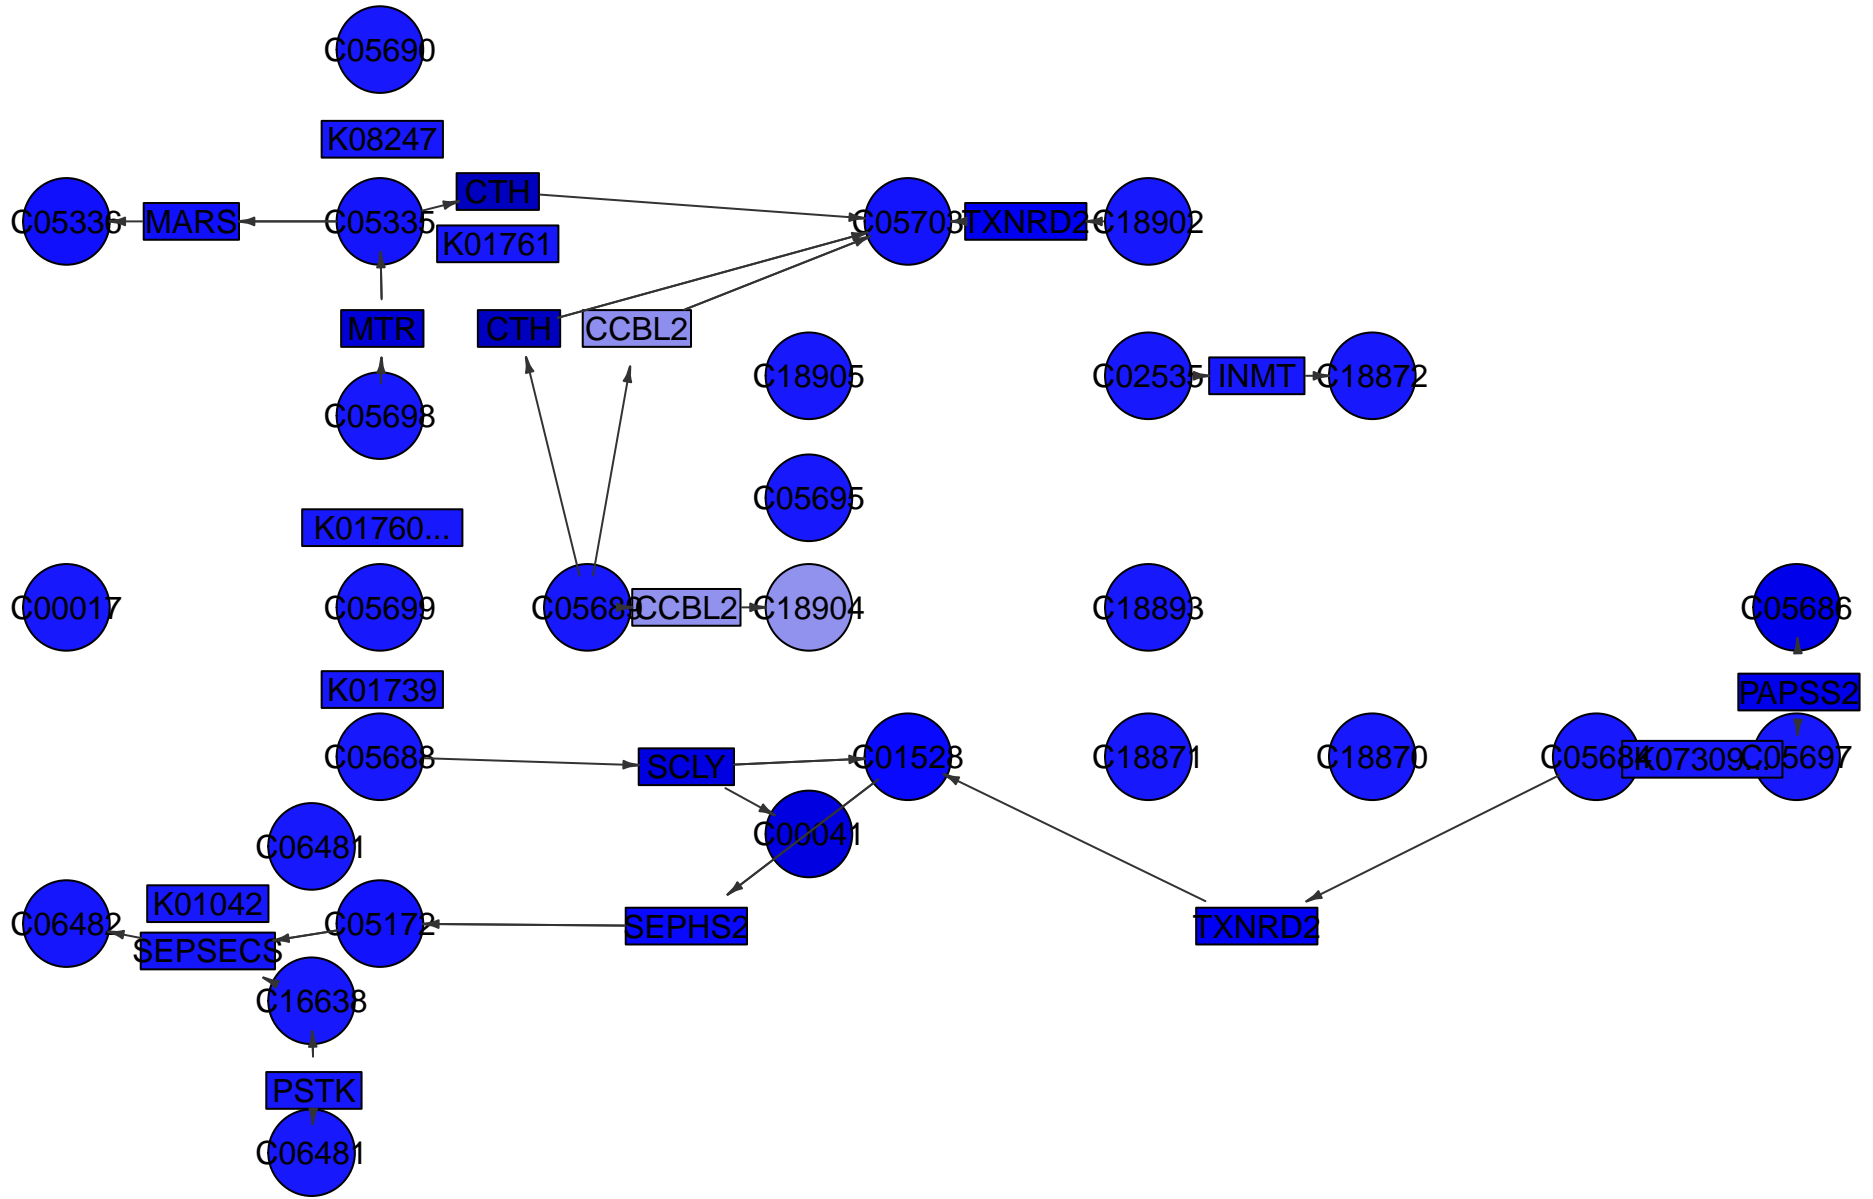 C05690
K08247
CTH
C05336
MARS
C05335
C05703
TXNRD2
C18902
K01761
MTR
CTH
CCBL2
C18905
C02535
INMT
C18872
C05698
C05695
K01760...
C00017
C05699
C05689
CCBL2
C18904
C18893
C05686
K01739
PAPSS2
C05688
SCLY
C01528
C18871
C18870
C05684
K07309...
C05697
C00041
C06481
K01042
C06482
C05172
SEPHS2
TXNRD2
SEPSECS
C16638
PSTK
C06481